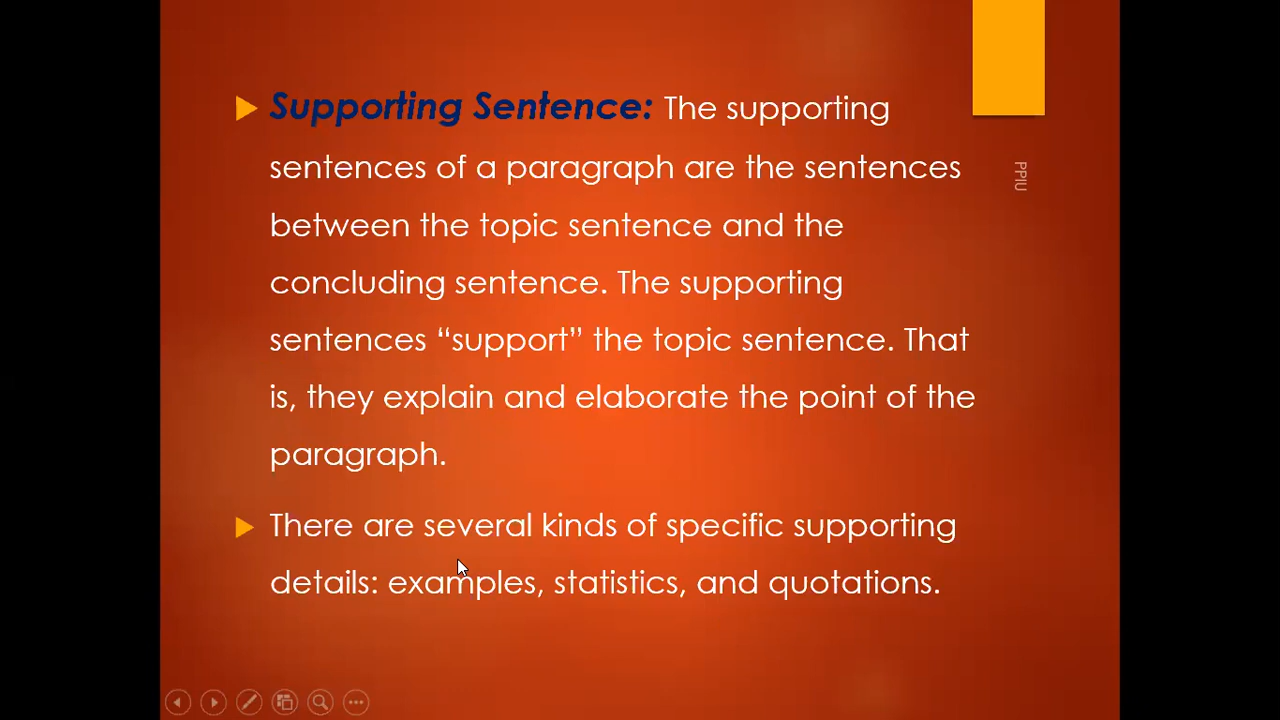 Supporting Sentence: The supporting
sentences of a paragraph are the sentences
between the topic sentence and the
concluding sentence. The supporting
sentences “support” the topic sentence. That
is, they explain and elaborate the point of the
paragraph.
There are several kinds of specific supporting
details: examples, statistics, and quotations.
PPIU